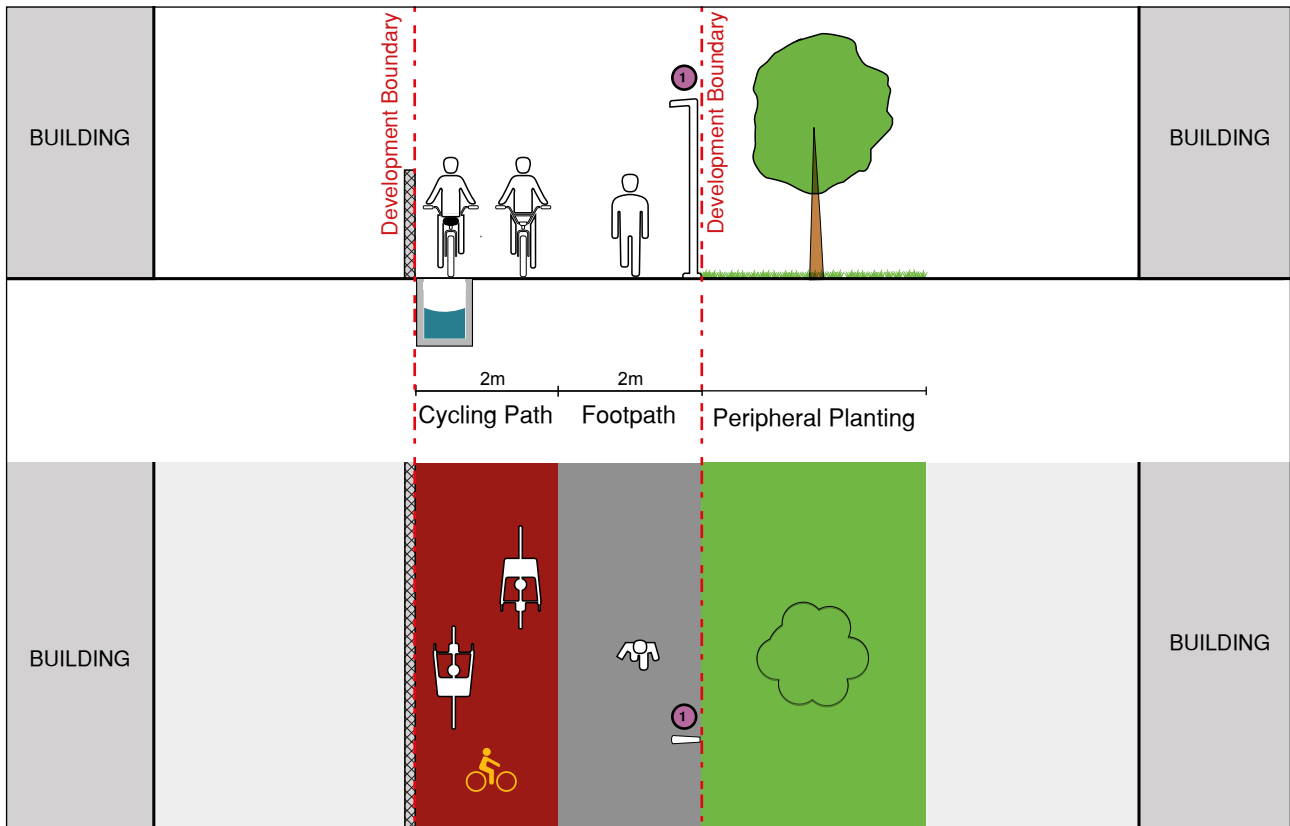 BUILDING
Development Boundary
1
Development Boundary
BUILDING
2m
2m
Cycling Path
Footpath
Peripheral Planting
BUILDING
1
BUILDING